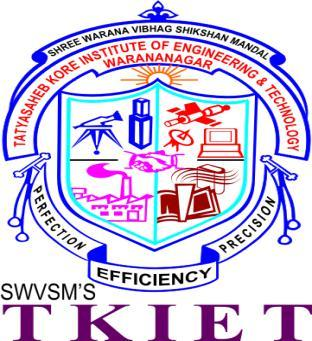 SHREE WARANA VIBHAG SHIKSHAN MANDAL
TATYASAHEB KORE INSTITUTE OF ENGINEERING & TECHNOLOGY
WARANANAGAR
PERFECTION
EFFICIENCY
PRECISION
SWVSM'S
TKIET